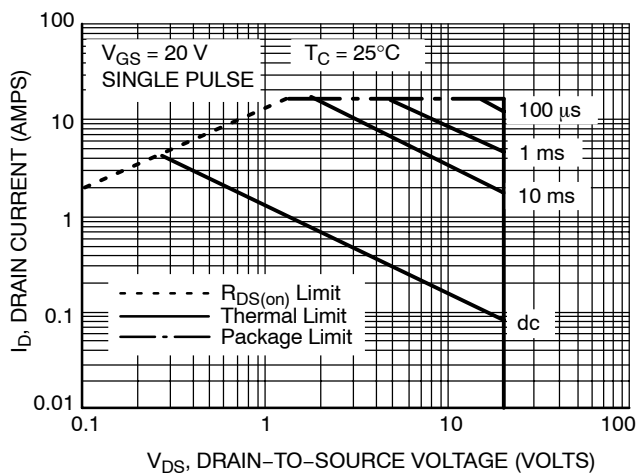 100
10
1
0.1
0.01
I_D, DRAIN CURRENT (AMPS)
V_GS = 20 V
SINGLE PULSE
T_C = 25°C
100 μs
1 ms
10 ms
dc
R_DS(on) Limit
Thermal Limit
Package Limit
0.1 1 10 100
V_DS, DRAIN−TO−SOURCE VOLTAGE (VOLTS)